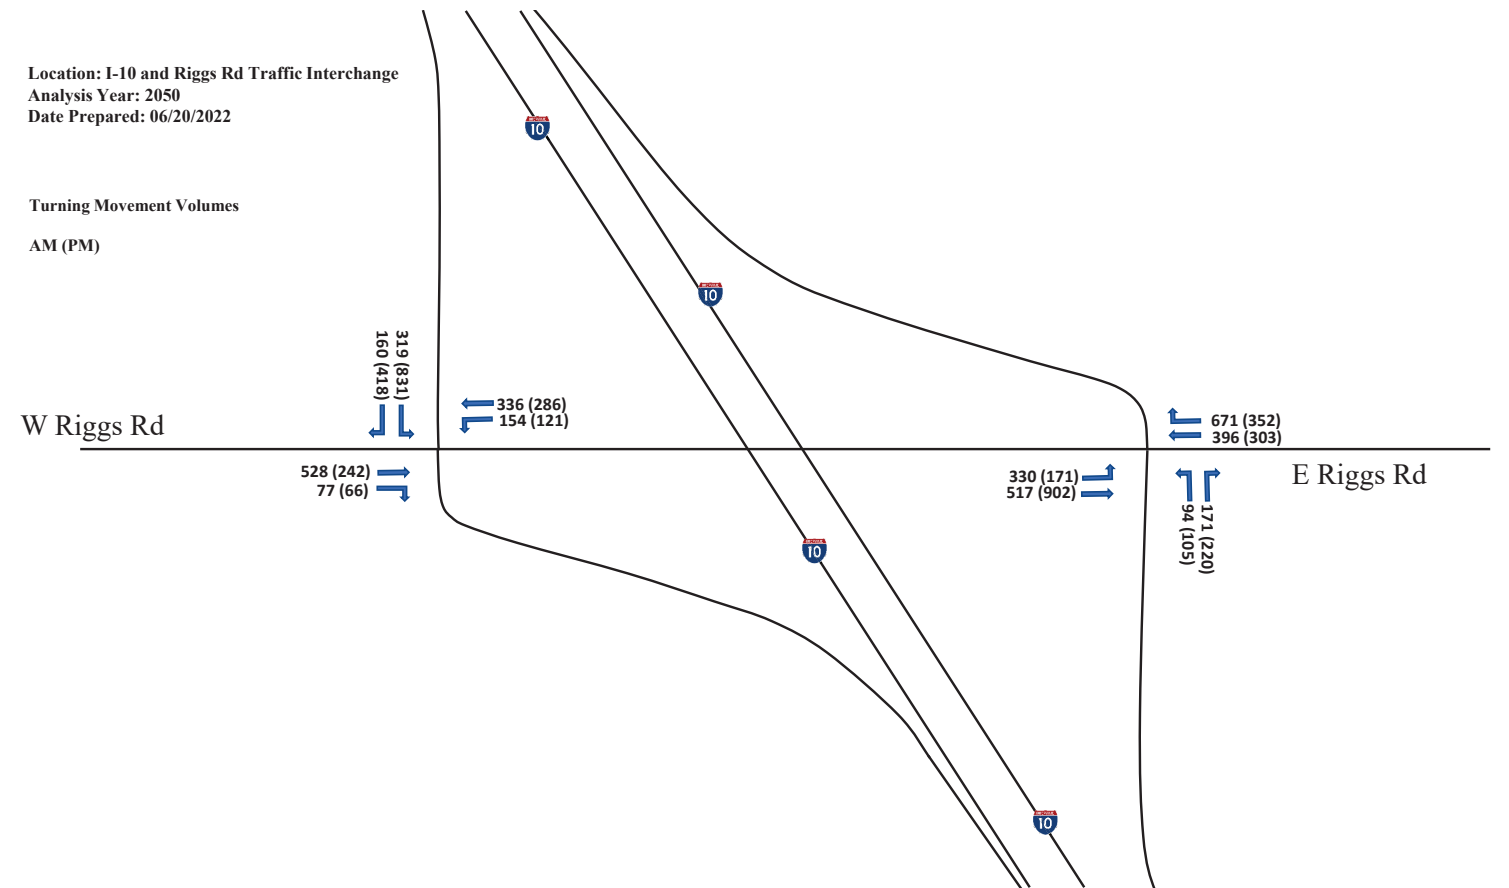 Location: I-10 and Riggs Rd Traffic Interchange
Analysis Year: 2050
Date Prepared: 06/20/2022
10
Turning Movement Volumes
AM (PM)
10
319 (831)
160 (418)
336 (286)
154 (121)
W Riggs Rd
671 (352)
396 (303)
528 (242)
77 (66)
330 (171)
517 (902)
E Riggs Rd
171 (220)
94 (105)
10
10